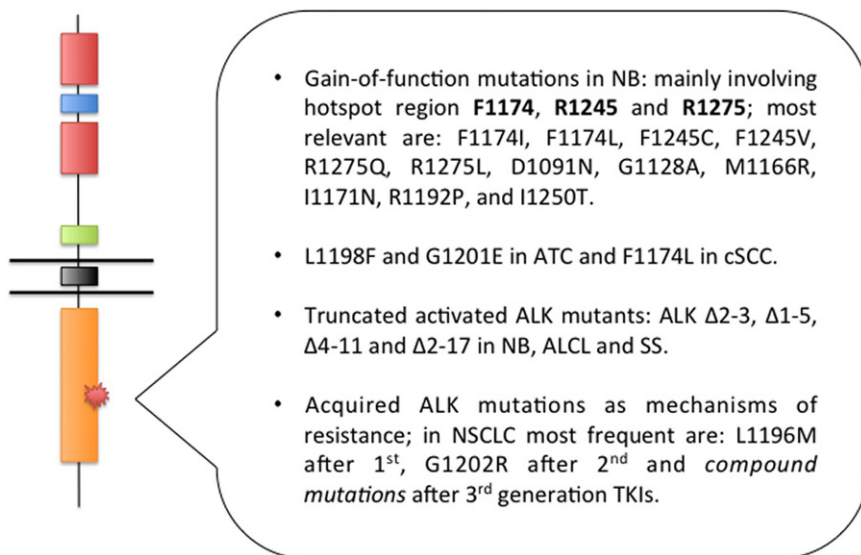 • Gain-of-function mutations in NB: mainly involving
hotspot region F1174, R1245 and R1275; most
relevant are: F1174I, F1174L, F1245C, F1245V,
R1275Q, R1275L, D1091N, G1128A, M1166R,
I1171N, R1192P, and I1250T.
• L1198F and G1201E in ATC and F1174L in cSCC.
• Truncated activated ALK mutants: ALK Δ2-3, Δ1-5,
Δ4-11 and Δ2-17 in NB, ALCL and SS.
• Acquired ALK mutations as mechanisms of
resistance; in NSCLC most frequent are: L1196M
after 1st, G1202R after 2nd and compound
mutations after 3rd generation TKIs.